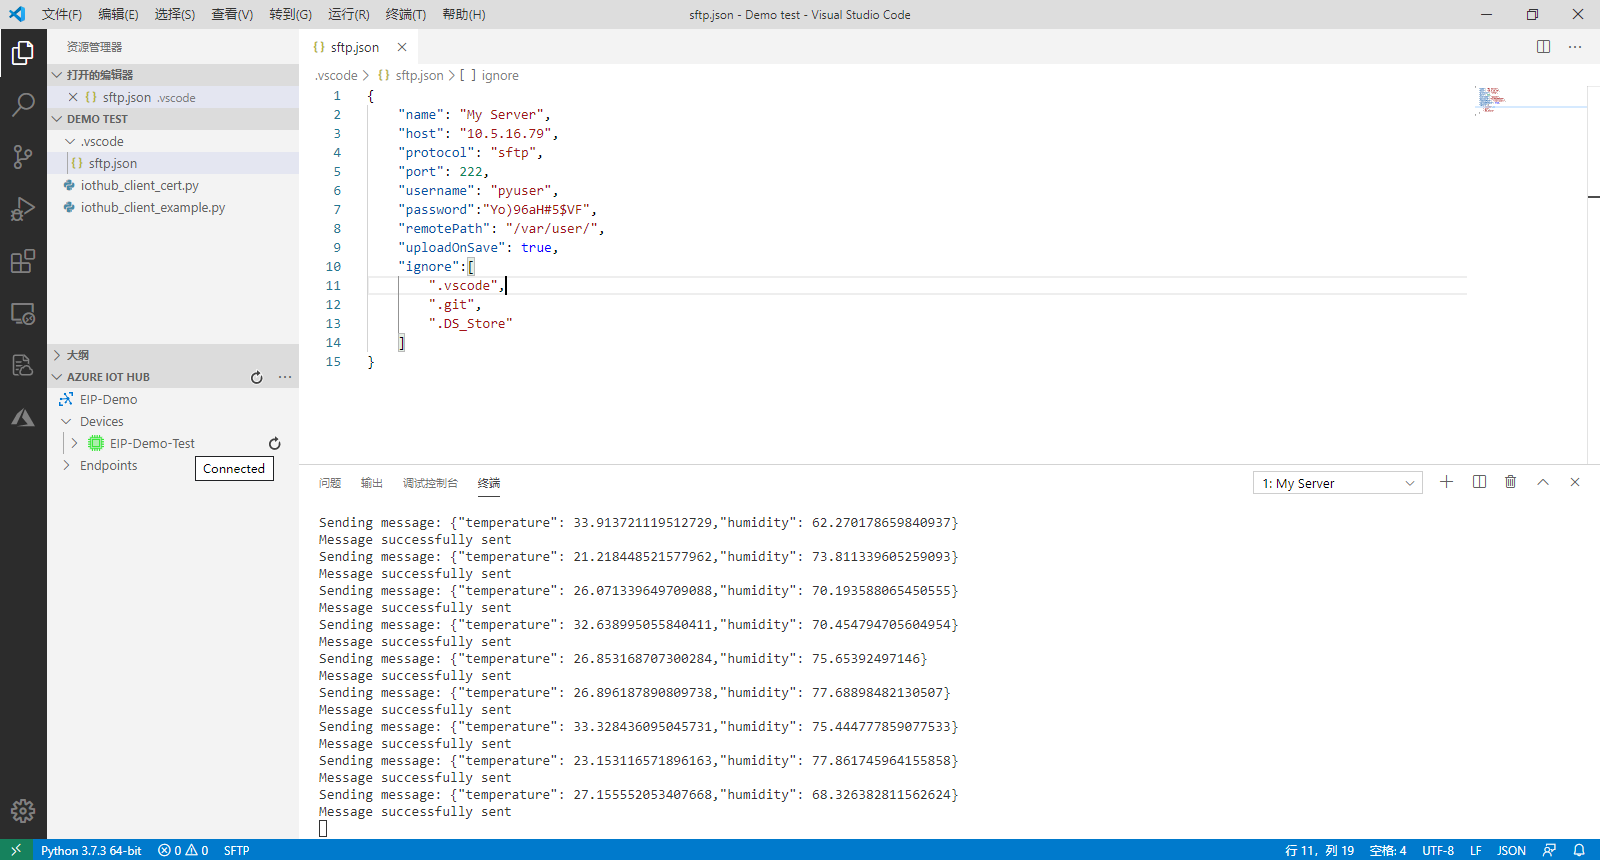 文件(F) 编辑(E) 选择(S) 查看(V) 转到(G) 运行(R) 终端(T) 帮助(H) sftp.json - Demo test - Visual Studio Code
资源管理器
打开的编辑器
sftp.json .vscode
DEMO TEST
.vscode
sftp.json
iothub_client_cert.py
iothub_client_example.py
大纲
AZURE IOT HUB
EIP-Demo
Devices
EIP-Demo-Test
Endpoints
Connected
{} sftp.json
.vscode > {} sftp.json > [ ] ignore
1 {
2 "name": "My Server",
3 "host": "10.5.16.79",
4 "protocol": "sftp",
5 "port": 222,
6 "username": "pyuser",
7 "password":"Yo)96aH#5$VF",
8 "remotePath": "/var/user/",
9 "uploadOnSave": true,
10 "ignore":[
11 ".vscode",
12 ".git",
13 ".DS_Store"
14 ]
15 }
问题 输出 调试控制台 终端 1: My Server
Sending message: {"temperature": 33.913721119512729,"humidity": 62.270178659840937}
Message successfully sent
Sending message: {"temperature": 21.218448521577962,"humidity": 73.811339605259093}
Message successfully sent
Sending message: {"temperature": 26.071339649709088,"humidity": 70.193588065450555}
Message successfully sent
Sending message: {"temperature": 32.638995055840411,"humidity": 70.454794705604954}
Message successfully sent
Sending message: {"temperature": 26.853168707300284,"humidity": 75.65392497146}
Message successfully sent
Sending message: {"temperature": 26.896187890809738,"humidity": 77.68898482130507}
Message successfully sent
Sending message: {"temperature": 33.328436095045731,"humidity": 75.444777859077533}
Message successfully sent
Sending message: {"temperature": 23.153116571896163,"humidity": 77.861745964155858}
Message successfully sent
Sending message: {"temperature": 27.155552053407668,"humidity": 68.326382811562624}
Message successfully sent
Python 3.7.3 64-bit 0 0 SFTP 行 11，列 19 空格: 4 UTF-8 LF JSON